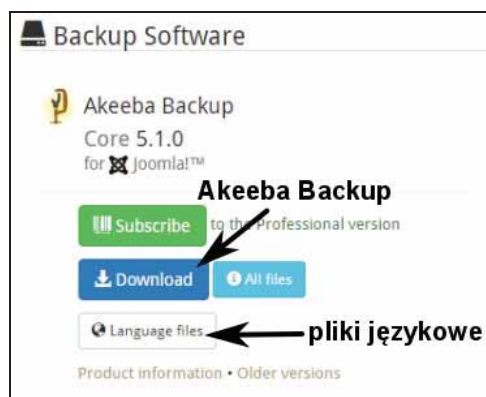 Backup Software
Akeeba Backup
Core 5.1.0
for Joomla!™
Akeeba Backup
Subscribe to the Professional version
Download All files
Language files pliki językowe
Product information • Older versions